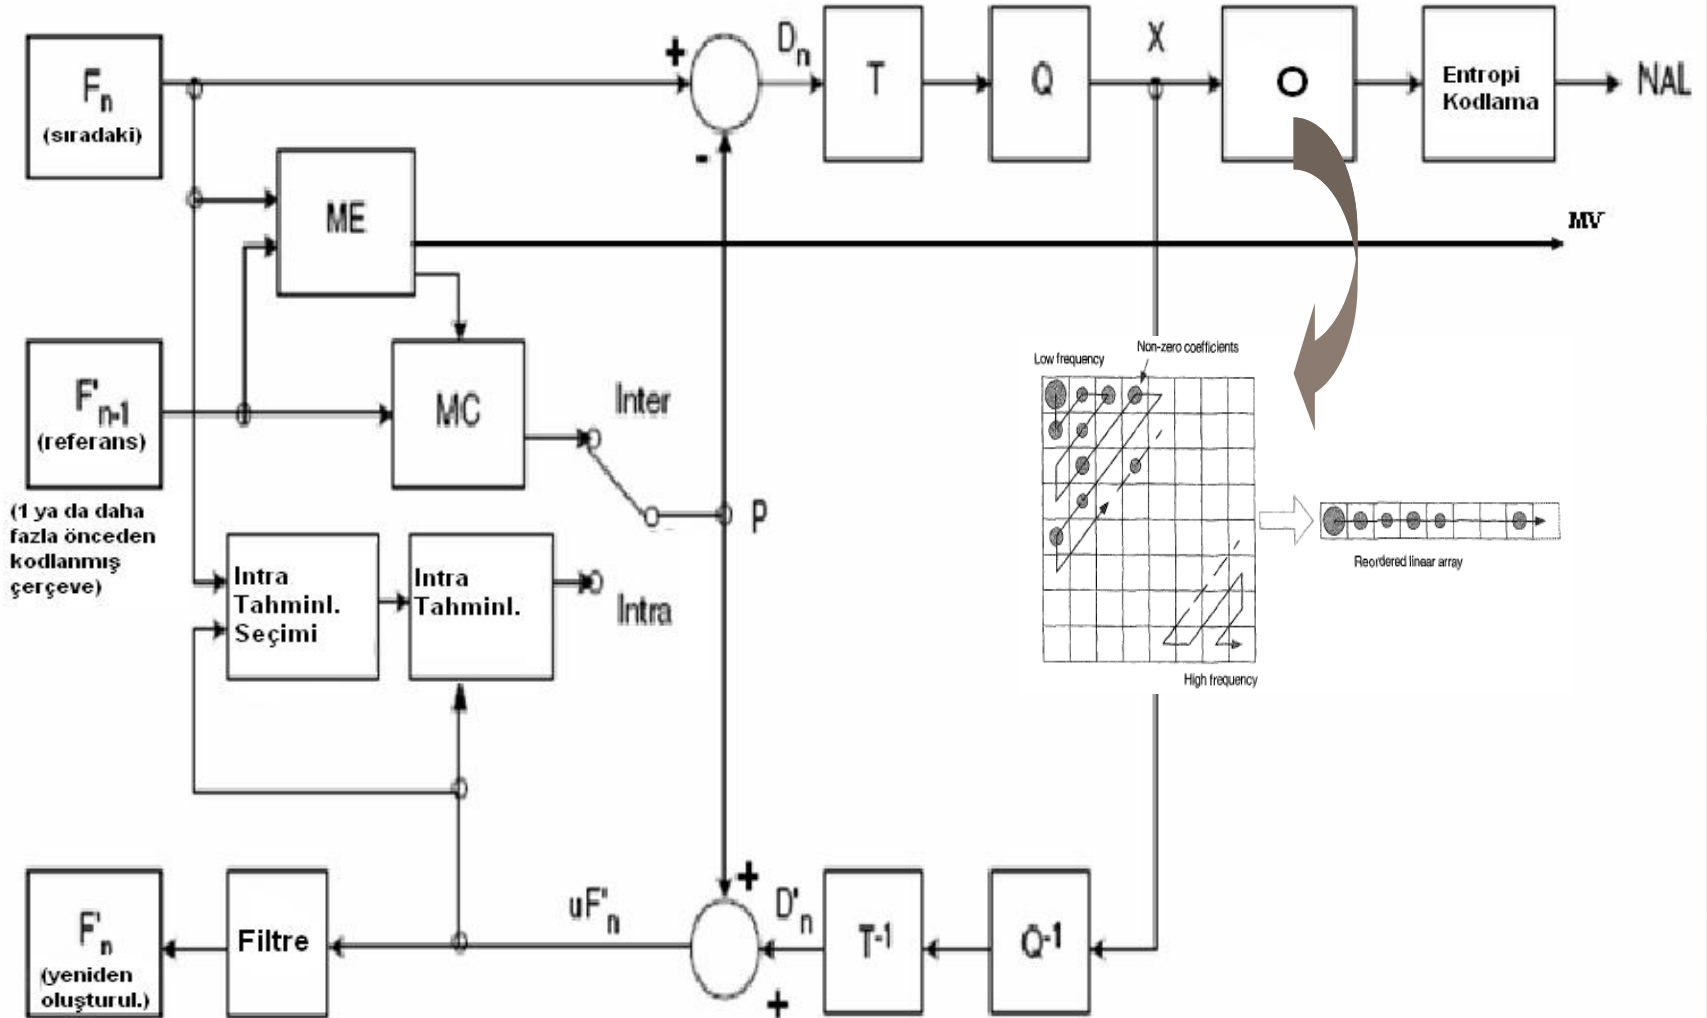 +
Dn
X
Fn
(sıradaki)
T
Q
O
Entropi
Kodlama
NAL
-
ME
MV
F'n-1
(referans)
MC
Inter
P
(1 ya da daha
fazla önceden
kodlanmış
çerçeve)
Intra
Tahminl.
Seçimi
Intra
Tahminl.
Intra
Low frequency
Non-zero coefficients
Reordered linear array
High frequency
F'n
(yeniden
oluşturul.)
Filtre
uF'n
+
D'n
+
T-1
Q-1